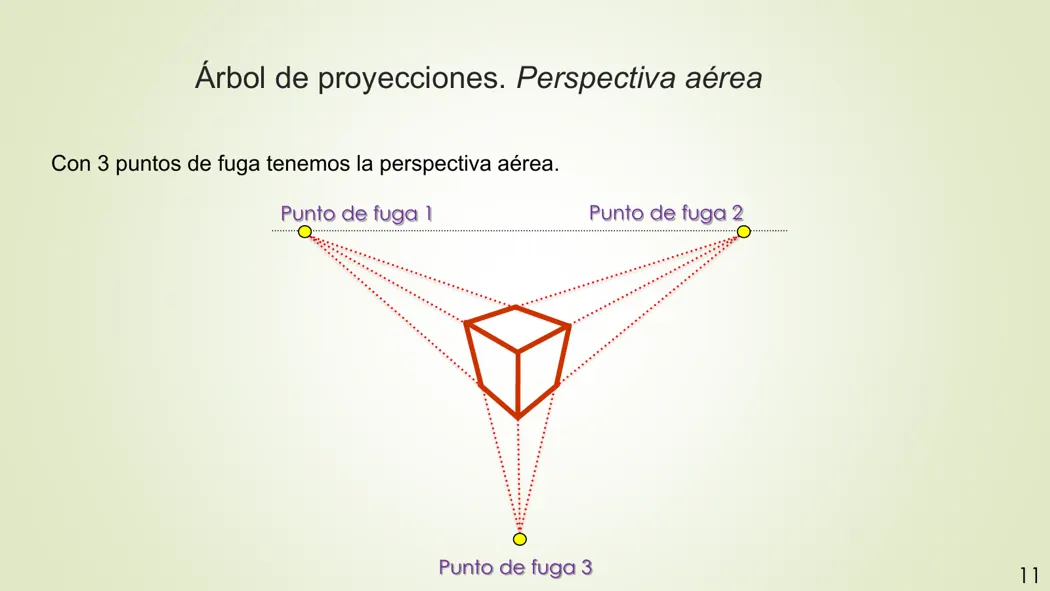 Árbol de proyecciones. Perspectiva aérea
Con 3 puntos de fuga tenemos la perspectiva aérea.
Punto de fuga 1
Punto de fuga 2
Punto de fuga 3
11